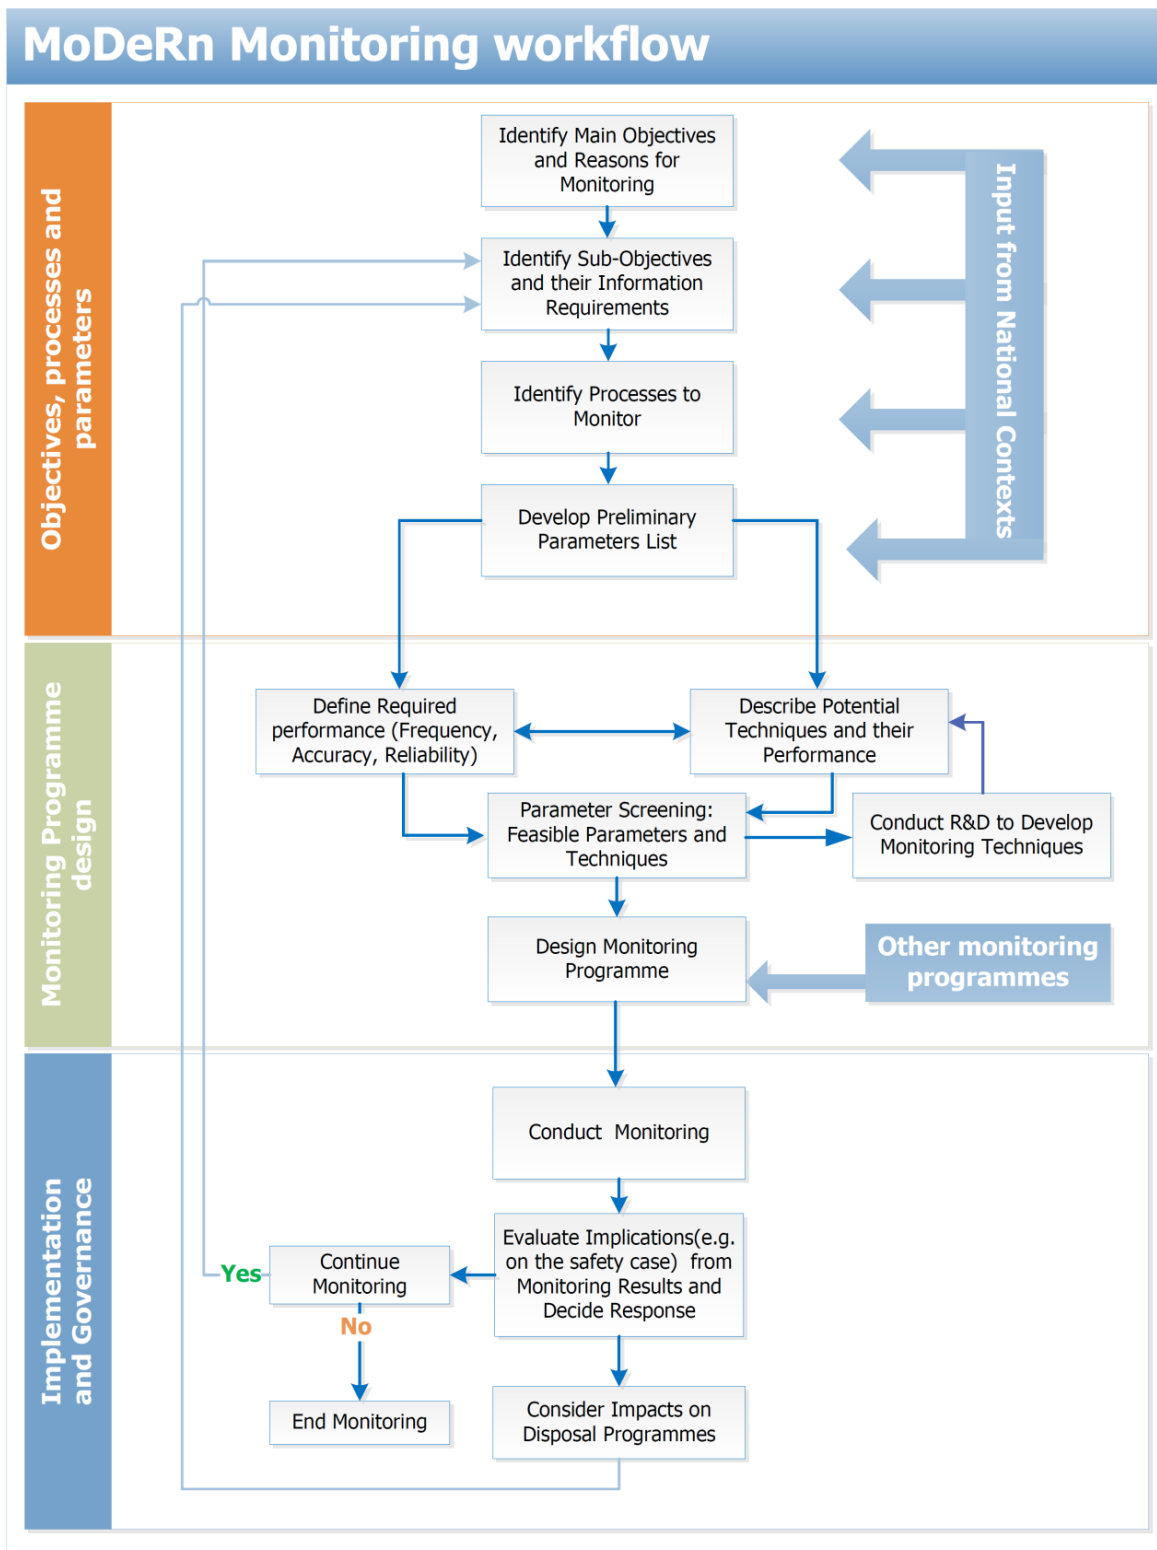 MoDeRn Monitoring workflow
Objectives, processes and
parameters
Identify Main Objectives
and Reasons for
Monitoring
Identify Sub-Objectives
and their Information
Requirements
Identify Processes to
Monitor
Develop Preliminary
Parameters List
Input from National Contexts
Monitoring Programme
design
Define Required
performance (Frequency,
Accuracy, Reliability)
Describe Potential
Techniques and their
Performance
Parameter Screening:
Feasible Parameters and
Techniques
Conduct R&D to Develop
Monitoring Techniques
Design Monitoring
Programme
Other monitoring
programmes
Implementation
and Governance
Conduct  Monitoring
Evaluate Implications(e.g.
on the safety case)  from
Monitoring Results and
Decide Response
Continue
Monitoring
Yes
No
End Monitoring
Consider Impacts on
Disposal Programmes